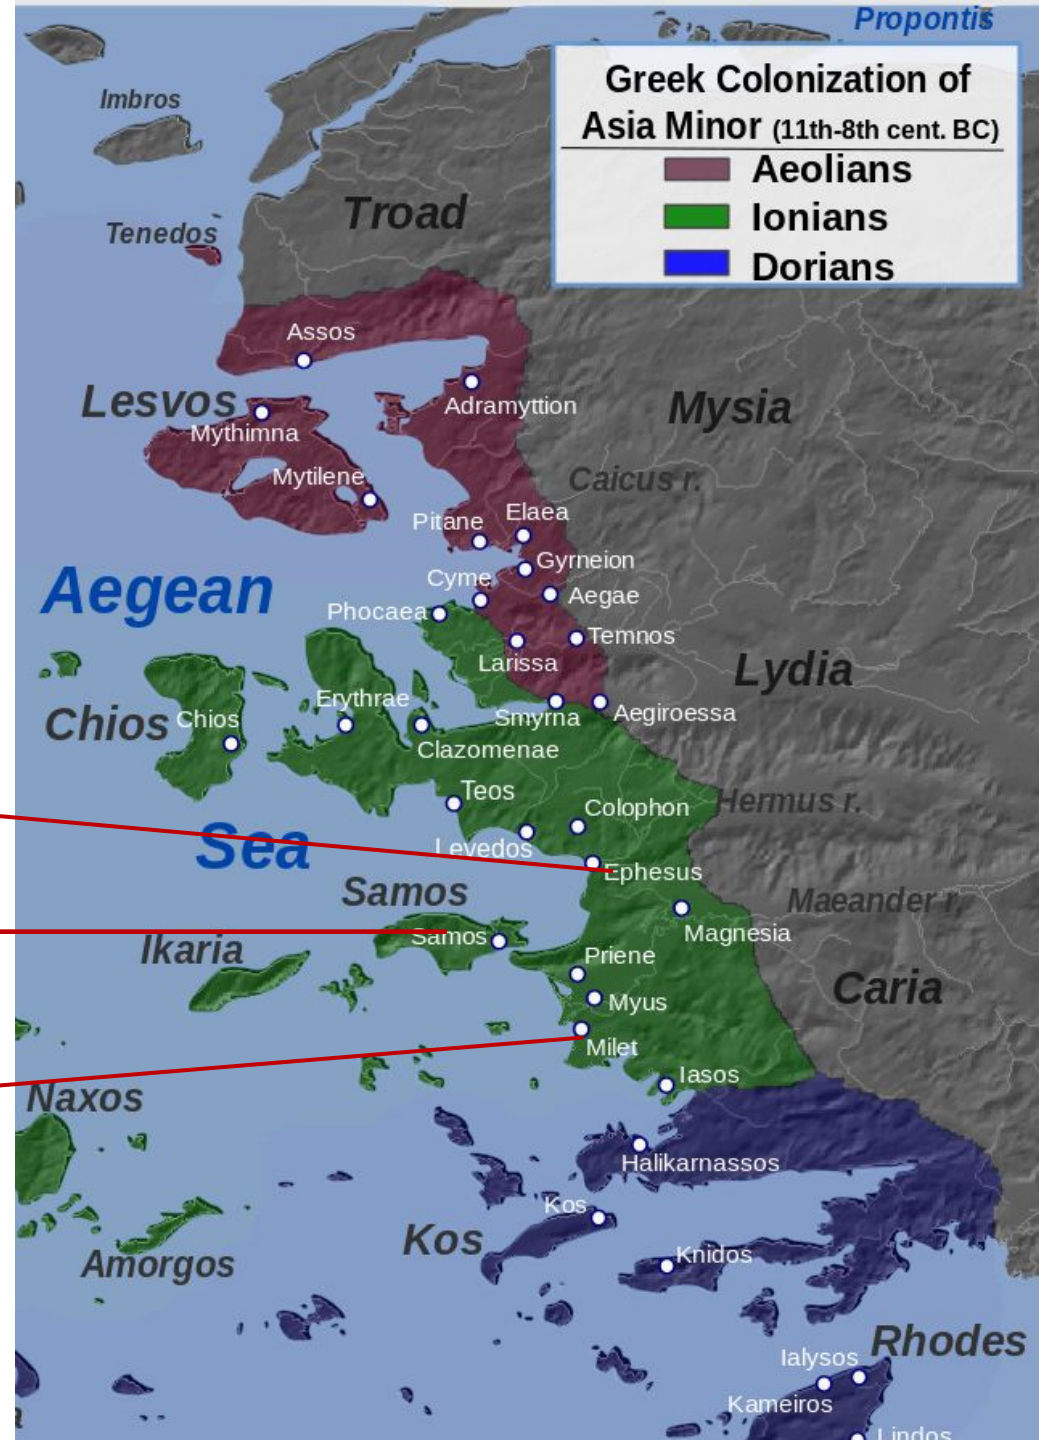 Propontis
Greek Colonization of
Asia Minor (11th-8th cent. BC)
Aeolians
Ionians
Dorians
Imbros
Troad
Tenedos
Assos
Lesvos
Adramyttion
Mysia
Mythimna
Mytilene
Caicus r.
Pitane
Elaea
Gyrneion
Cyme
Aegae
Aegean
Phocaea
Temnos
Larissa
Lydia
Erythrae
Chios
Chios
Smyrna
Aegiroessa
Clazomenae
Teos
Colophon
Hermus r.
Sea
Levedos
Ephesus
Samos
Maeander r.
Samos
Magnesia
Ikaria
Priene
Caria
Myus
Milet
Iasos
Naxos
Halikarnassos
Kos
Kos
Knidos
Amorgos
Rhodes
Ialysos
Kameiros
Lindos